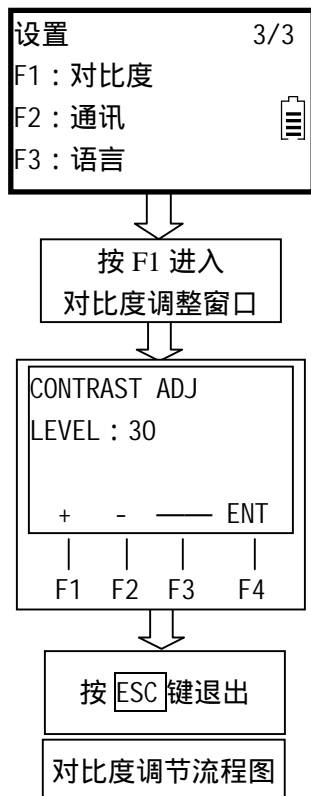 设置 3/3
F1：对比度
F2：通讯
F3：语言
按 F1 进入
对比度调整窗口
CONTRAST ADJ
LEVEL：30
+ - —— ENT
F1 F2 F3 F4
按 ESC 键退出
对比度调节流程图